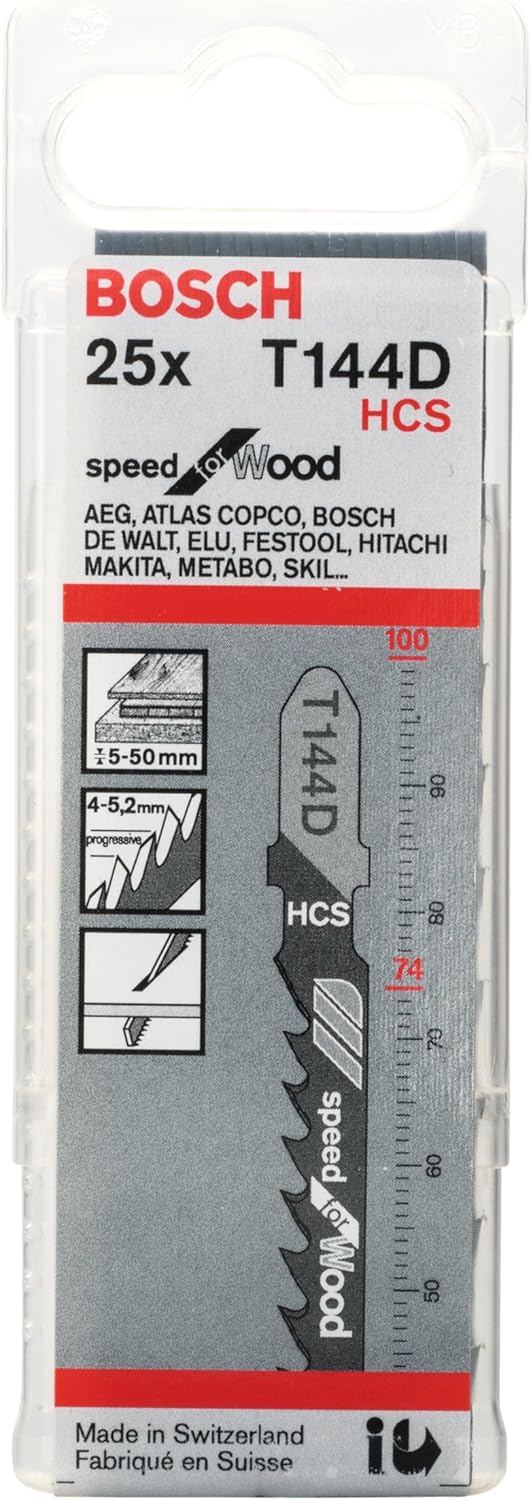 BOSCH
25x T144D
HCS
speed for Wood
AEG, ATLAS COPCO, BOSCH
DE WALT, ELU, FESTOOL, HITACHI
MAKITA, METABO, SKIL...
100
5-50 mm
T144D
90
4-5,2mm
progressive
HCS
80
74
70
speed for Wood
60
50
Made in Switzerland
Fabriqué en Suisse